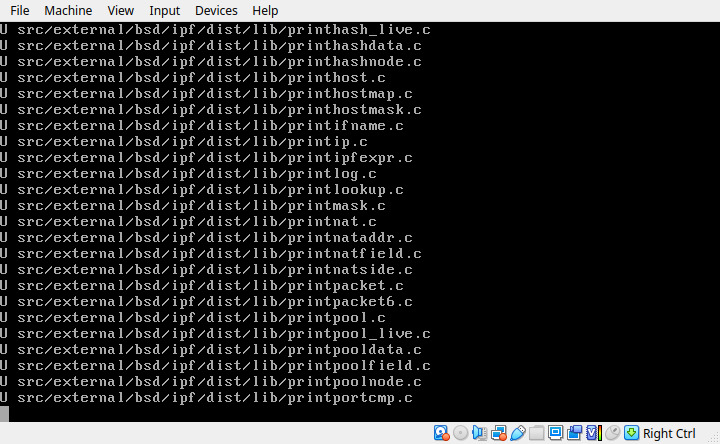 File Machine View Input Devices Help
U src/external/bsd/ipf/dist/lib/printhash_live.c
U src/external/bsd/ipf/dist/lib/printhashdata.c
U src/external/bsd/ipf/dist/lib/printhashnode.c
U src/external/bsd/ipf/dist/lib/printhost.c
U src/external/bsd/ipf/dist/lib/printhostmap.c
U src/external/bsd/ipf/dist/lib/printhostmask.c
U src/external/bsd/ipf/dist/lib/printifname.c
U src/external/bsd/ipf/dist/lib/printip.c
U src/external/bsd/ipf/dist/lib/printipfexpr.c
U src/external/bsd/ipf/dist/lib/printlog.c
U src/external/bsd/ipf/dist/lib/printlookup.c
U src/external/bsd/ipf/dist/lib/printmask.c
U src/external/bsd/ipf/dist/lib/printnat.c
U src/external/bsd/ipf/dist/lib/printnataddr.c
U src/external/bsd/ipf/dist/lib/printnatfield.c
U src/external/bsd/ipf/dist/lib/printnatside.c
U src/external/bsd/ipf/dist/lib/printpacket.c
U src/external/bsd/ipf/dist/lib/printpacket6.c
U src/external/bsd/ipf/dist/lib/printpool.c
U src/external/bsd/ipf/dist/lib/printpool_live.c
U src/external/bsd/ipf/dist/lib/printpooldata.c
U src/external/bsd/ipf/dist/lib/printpoolfield.c
U src/external/bsd/ipf/dist/lib/printpoolnode.c
U src/external/bsd/ipf/dist/lib/printportcmp.c
Right Ctrl